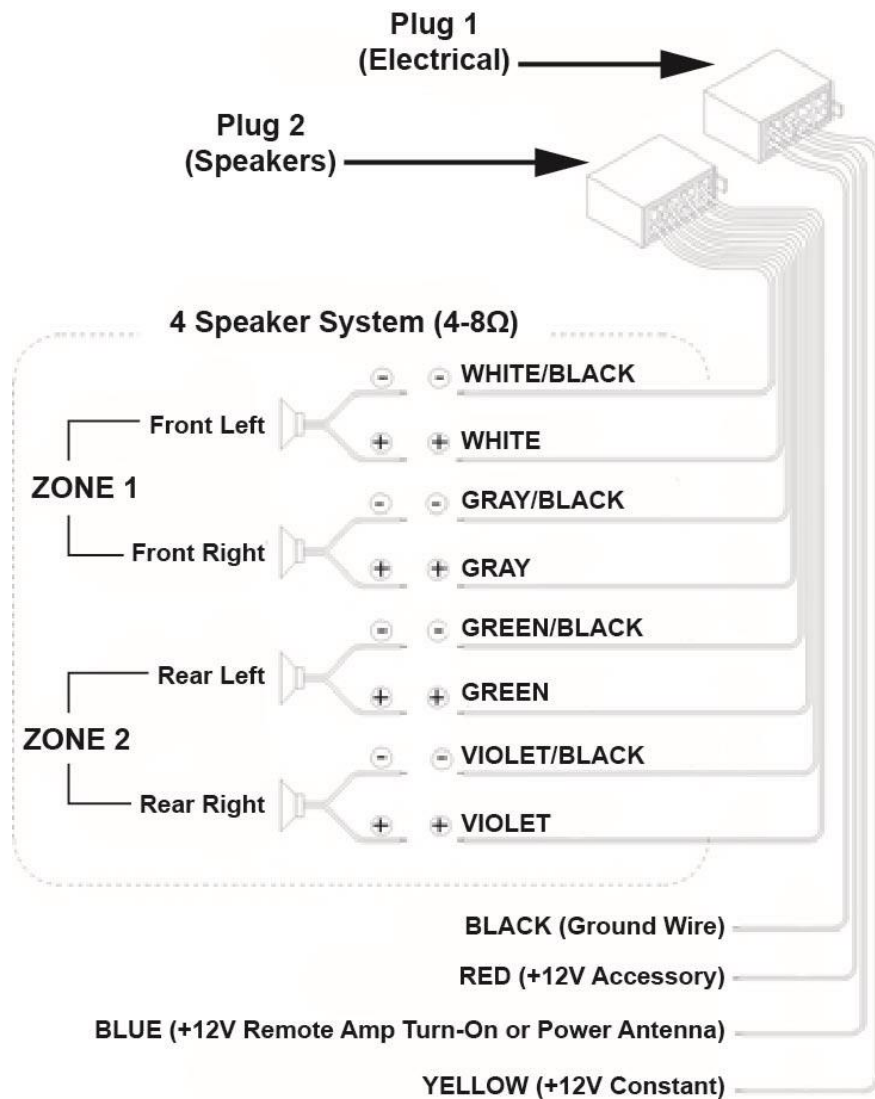 Plug 1
(Electrical)
Plug 2
(Speakers)
4 Speaker System (4-8Ω)
- - WHITE/BLACK
Front Left
+ + WHITE
ZONE 1
- - GRAY/BLACK
Front Right
+ + GRAY
- - GREEN/BLACK
Rear Left
+ + GREEN
ZONE 2
- - VIOLET/BLACK
Rear Right
+ + VIOLET
BLACK (Ground Wire)
RED (+12V Accessory)
BLUE (+12V Remote Amp Turn-On or Power Antenna)
YELLOW (+12V Constant)